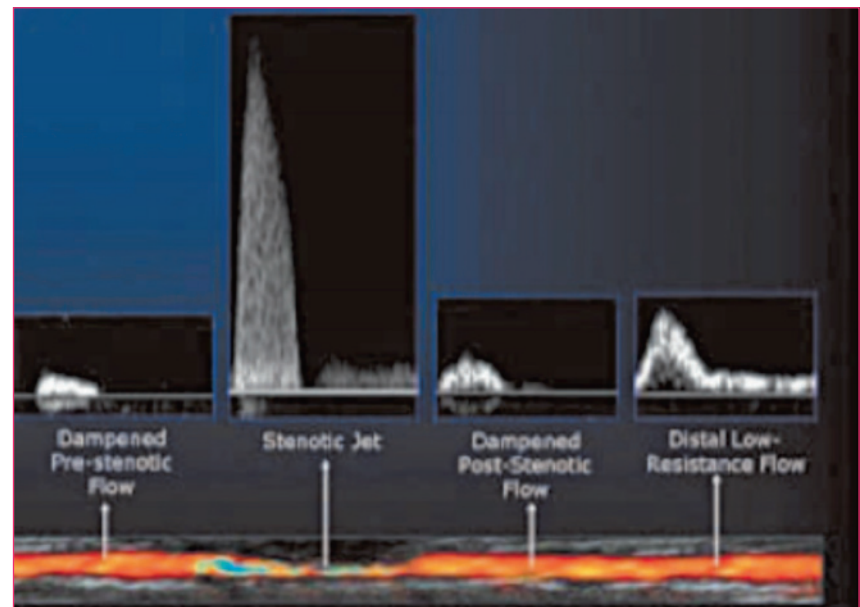 Dampened
Pre-stenotic
Flow
Stenotic Jet
Dampened
Post-Stenotic
Flow
Distal Low-
Resistance Flow